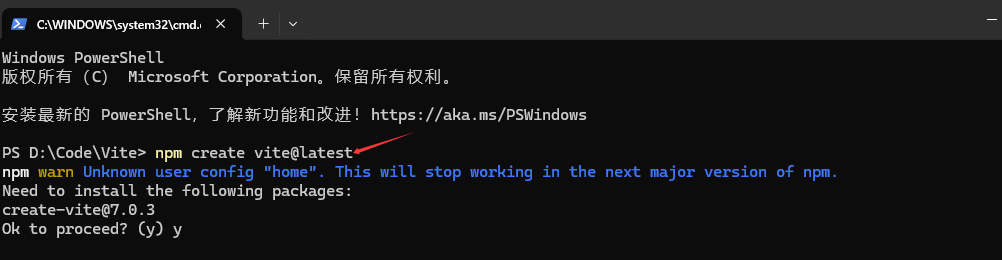 C:\WINDOWS\system32\cmd.
Windows PowerShell
版权所有 (C) Microsoft Corporation。保留所有权利。
安装最新的 PowerShell，了解新功能和改进！https://aka.ms/PSWindows
PS D:\Code\Vite> npm create vite@latest
npm warn Unknown user config "home". This will stop working in the next major version of npm.
Need to install the following packages:
create-vite@7.0.3
Ok to proceed? (y) y